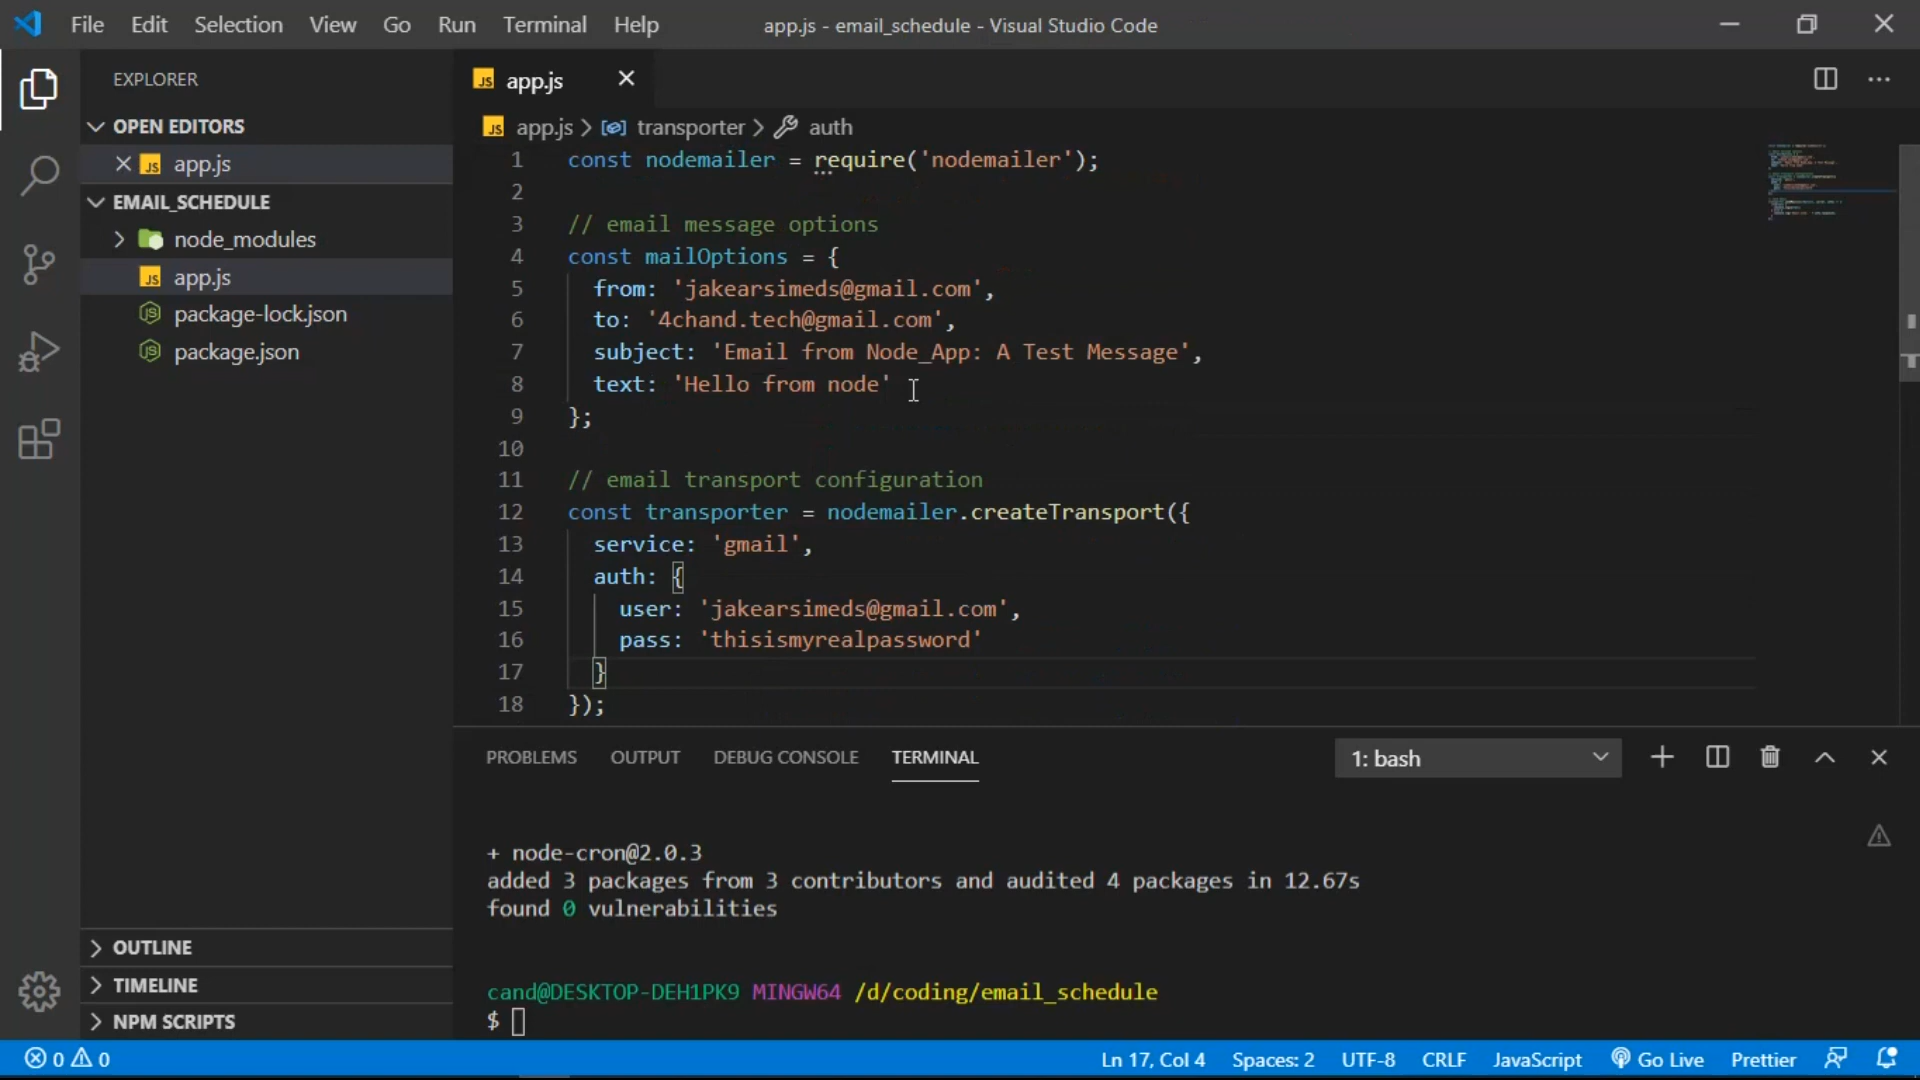 File Edit Selection View Go Run Terminal Help app.js - email_schedule - Visual Studio Code
EXPLORER
OPEN EDITORS
JS app.js
EMAIL_SCHEDULE
node_modules
JS app.js
package-lock.json
package.json
OUTLINE
TIMELINE
NPM SCRIPTS
JS app.js
JS app.js > transporter > auth
1 const nodemailer = require('nodemailer');
2
3 // email message options
4 const mailOptions = {
5 from: 'jakearsimeds@gmail.com',
6 to: '4chand.tech@gmail.com',
7 subject: 'Email from Node_App: A Test Message',
8 text: 'Hello from node'
9 };
10
11 // email transport configuration
12 const transporter = nodemailer.createTransport({
13 service: 'gmail',
14 auth: {
15 user: 'jakearsimeds@gmail.com',
16 pass: 'thisismyrealpassword'
17 }
18 });
PROBLEMS OUTPUT DEBUG CONSOLE TERMINAL 1: bash
+ node-cron@2.0.3
added 3 packages from 3 contributors and audited 4 packages in 12.67s
found 0 vulnerabilities
cand@DESKTOP-DEH1PK9 MINGW64 /d/coding/email_schedule
$
0 0 Ln 17, Col 4 Spaces: 2 UTF-8 CRLF JavaScript Go Live Prettier